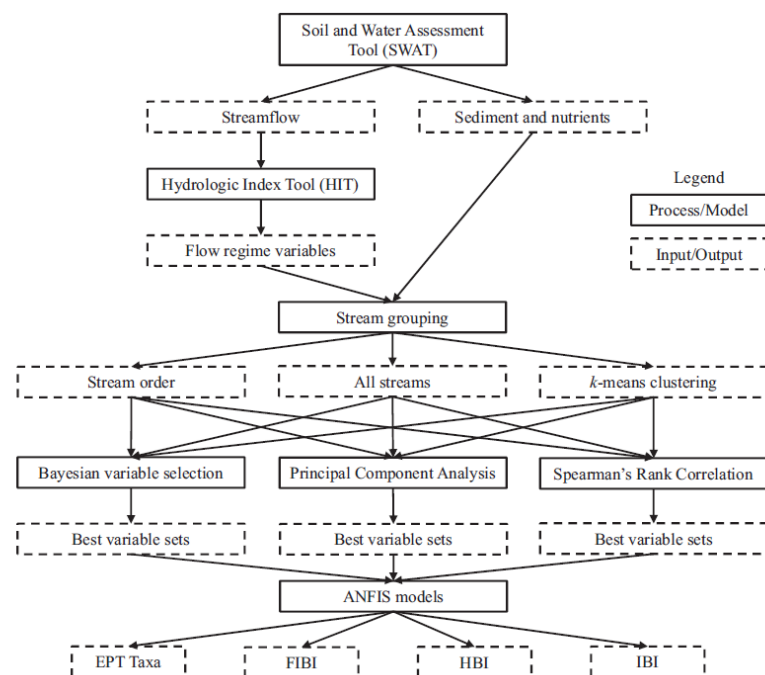 Soil and Water Assessment
Tool (SWAT)
Streamflow
Sediment and nutrients
Hydrologic Index Tool (HIT)
Legend
Process/Model
Flow regime variables
Input/Output
Stream grouping
Stream order
All streams
k-means clustering
Bayesian variable selection
Principal Component Analysis
Spearman's Rank Correlation
Best variable sets
Best variable sets
Best variable sets
ANFIS models
EPT Taxa
FIBI
HBI
IBI